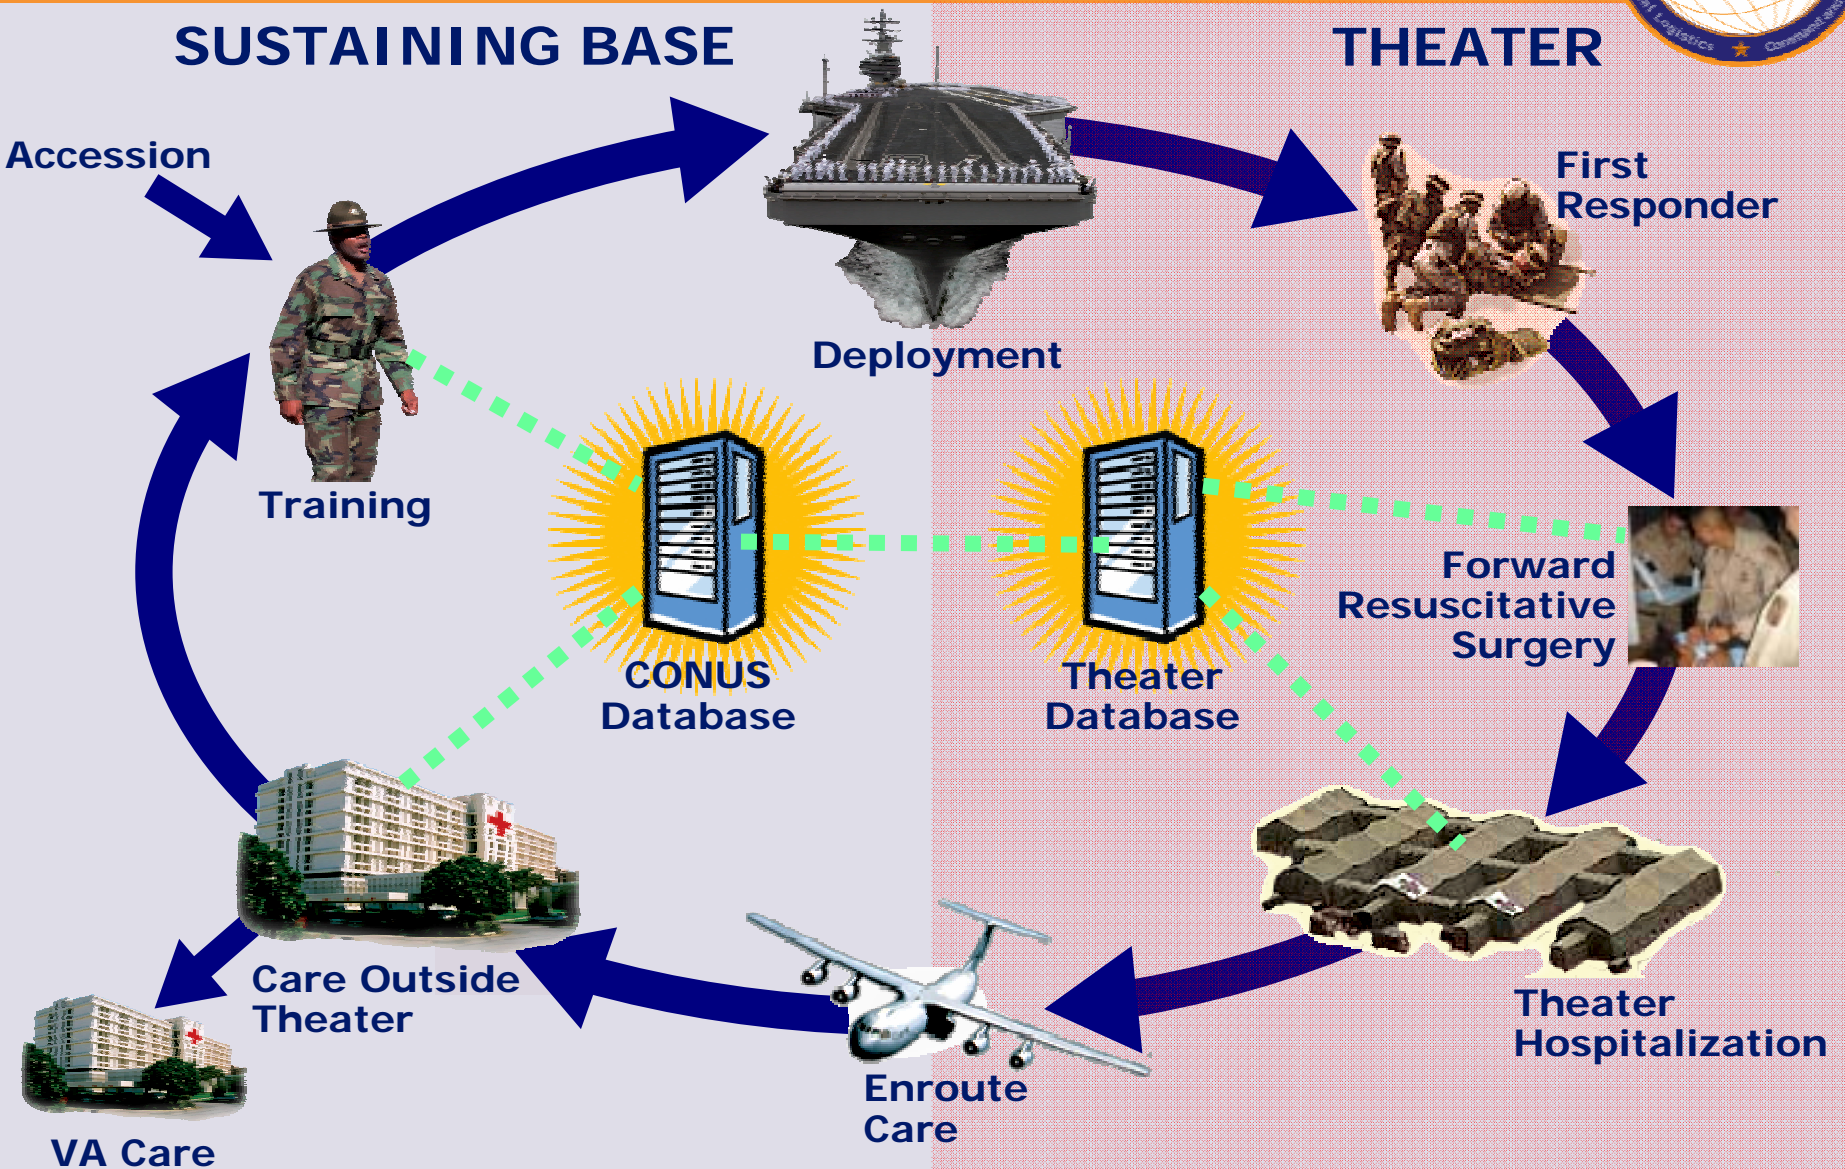 SUSTAINING BASE
THEATER
Logistics
Accession
First
Responder
Deployment
Training
Forward
Resuscitative
Surgery
CONUS
Database
Theater
Database
Care Outside
Theater
Theater
Hospitalization
Enroute
Care
VA Care